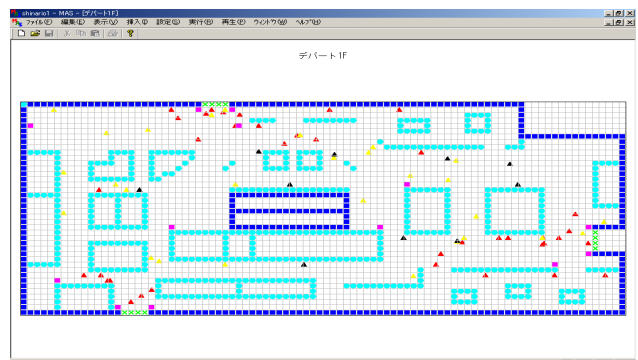 shinario1 - MAS - [デパート1F]
ファイル(F) 編集(E) 表示(V) 挿入(I) 設定(S) 実行(R) 再生(P) ウィンドウ(W) ヘルプ(H)
デパート1F